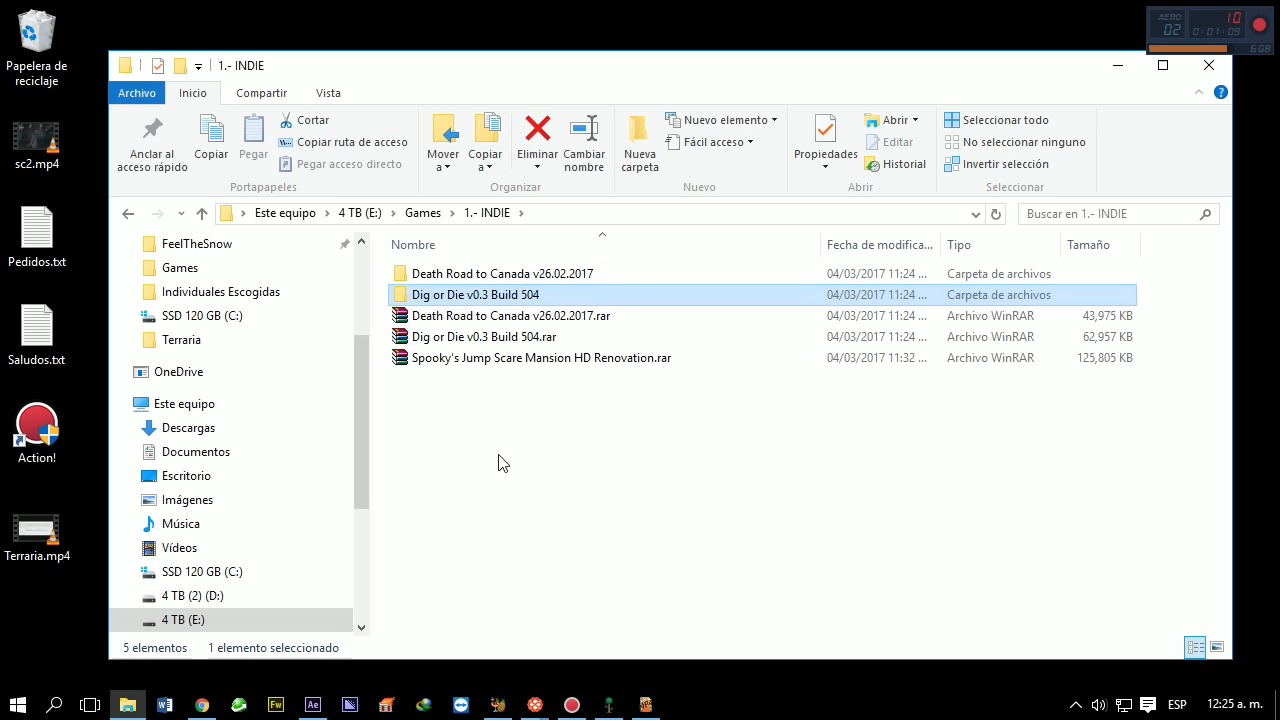 Papelera de
reciclaje
sc2.mp4
Pedidos.txt
Saludos.txt
Action!
Terraria.mp4
AERO
02
10
0:01:09
6 GB
1.- INDIE
Archivo
Inicio
Compartir
Vista
Anclar al
acceso rápido
Copiar
Pegar
Cortar
Copiar ruta de acceso
Pegar acceso directo
Portapapeles
Mover
a
Copiar
a
Eliminar
Cambiar
nombre
Organizar
Nueva
carpeta
Nuevo elemento
Fácil acceso
Nuevo
Propiedades
Abrir
Editar
Historial
Abrir
Seleccionar todo
No seleccionar ninguno
Invertir selección
Seleccionar
Este equipo
4 TB (E:)
Games
1.- INDIE
Buscar en 1.- INDIE
FeelTheSnow
Games
Individuales Escogidas
SSD 120 GB (C:)
Terraria
OneDrive
Este equipo
Descargas
Documentos
Escritorio
Imágenes
Música
Vídeos
SSD 120 GB (C:)
4 TB (2) (D:)
4 TB (E:)
Nombre Fecha de modifica... Tipo Tamaño
Death Road to Canada v26.02.2017 04/03/2017 11:24 ... Carpeta de archivos
Dig or Die v0.3 Build 504 04/03/2017 11:24 ... Carpeta de archivos
Death Road to Canada v26.02.2017.rar 04/03/2017 11:24 ... Archivo WinRAR 43,975 KB
Dig or Die v0.3 Build 504.rar 04/03/2017 11:24 ... Archivo WinRAR 62,957 KB
Spooky's Jump Scare Mansion HD Renovation.rar 04/03/2017 11:32 ... Archivo WinRAR 125,805 KB
5 elementos 1 elemento seleccionado
Fw
Ae
ESP
12:25 a. m.